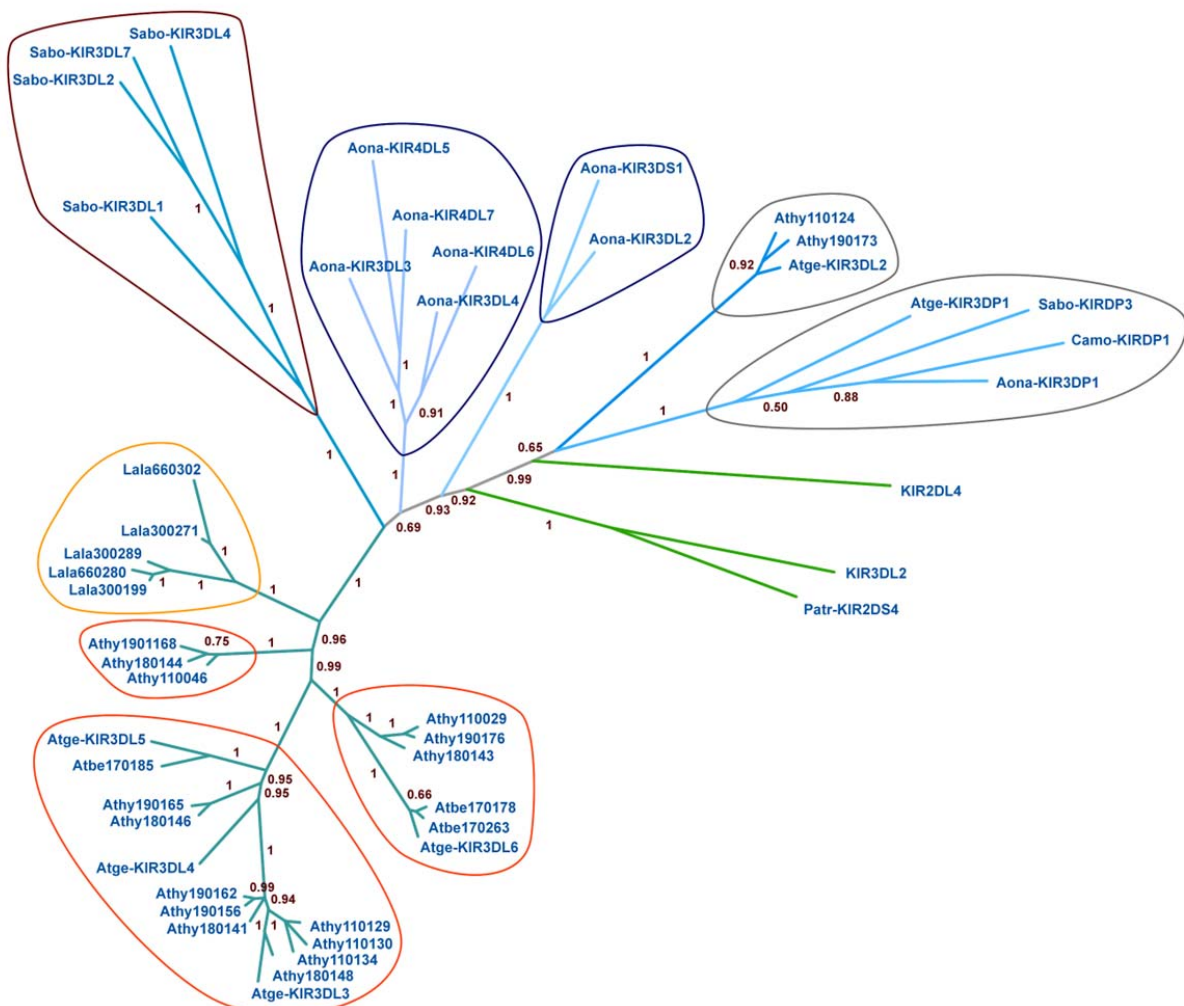 Sabo-KIR3DL4
Sabo-KIR3DL7
Sabo-KIR3DL2
Sabo-KIR3DL1
1
1
1
Aona-KIR4DL5
Aona-KIR4DL7
Aona-KIR4DL6
Aona-KIR3DL3
Aona-KIR3DL4
1
1
0.91
1
Aona-KIR3DS1
Aona-KIR3DL2
1
Athy110124
Athy190173
0.92
Atge-KIR3DL2
1
Atge-KIR3DP1
Sabo-KIRDP3
Camo-KIRDP1
Aona-KIR3DP1
0.50
0.88
1
0.65
0.99
0.92
0.93
0.69
KIR2DL4
1
KIR3DL2
Patr-KIR2DS4
Lala660302
Lala300271
1
Lala300289
Lala660280
Lala300199
1
1
1
1
Athy1901168
0.75
Athy180144
Athy110046
1
0.96
0.99
1
1
Athy110029
Athy190176
Athy180143
1
1
1
0.66
Atbe170178
Atbe170263
Atge-KIR3DL6
Atge-KIR3DL5
1
Atbe170185
0.95
0.95
1
Athy190165
Athy180146
Atge-KIR3DL4
1
Athy190162
0.99
0.94
Athy190156
Athy180141
1
1
Athy110129
Athy110130
Athy110134
Athy180148
Atge-KIR3DL3